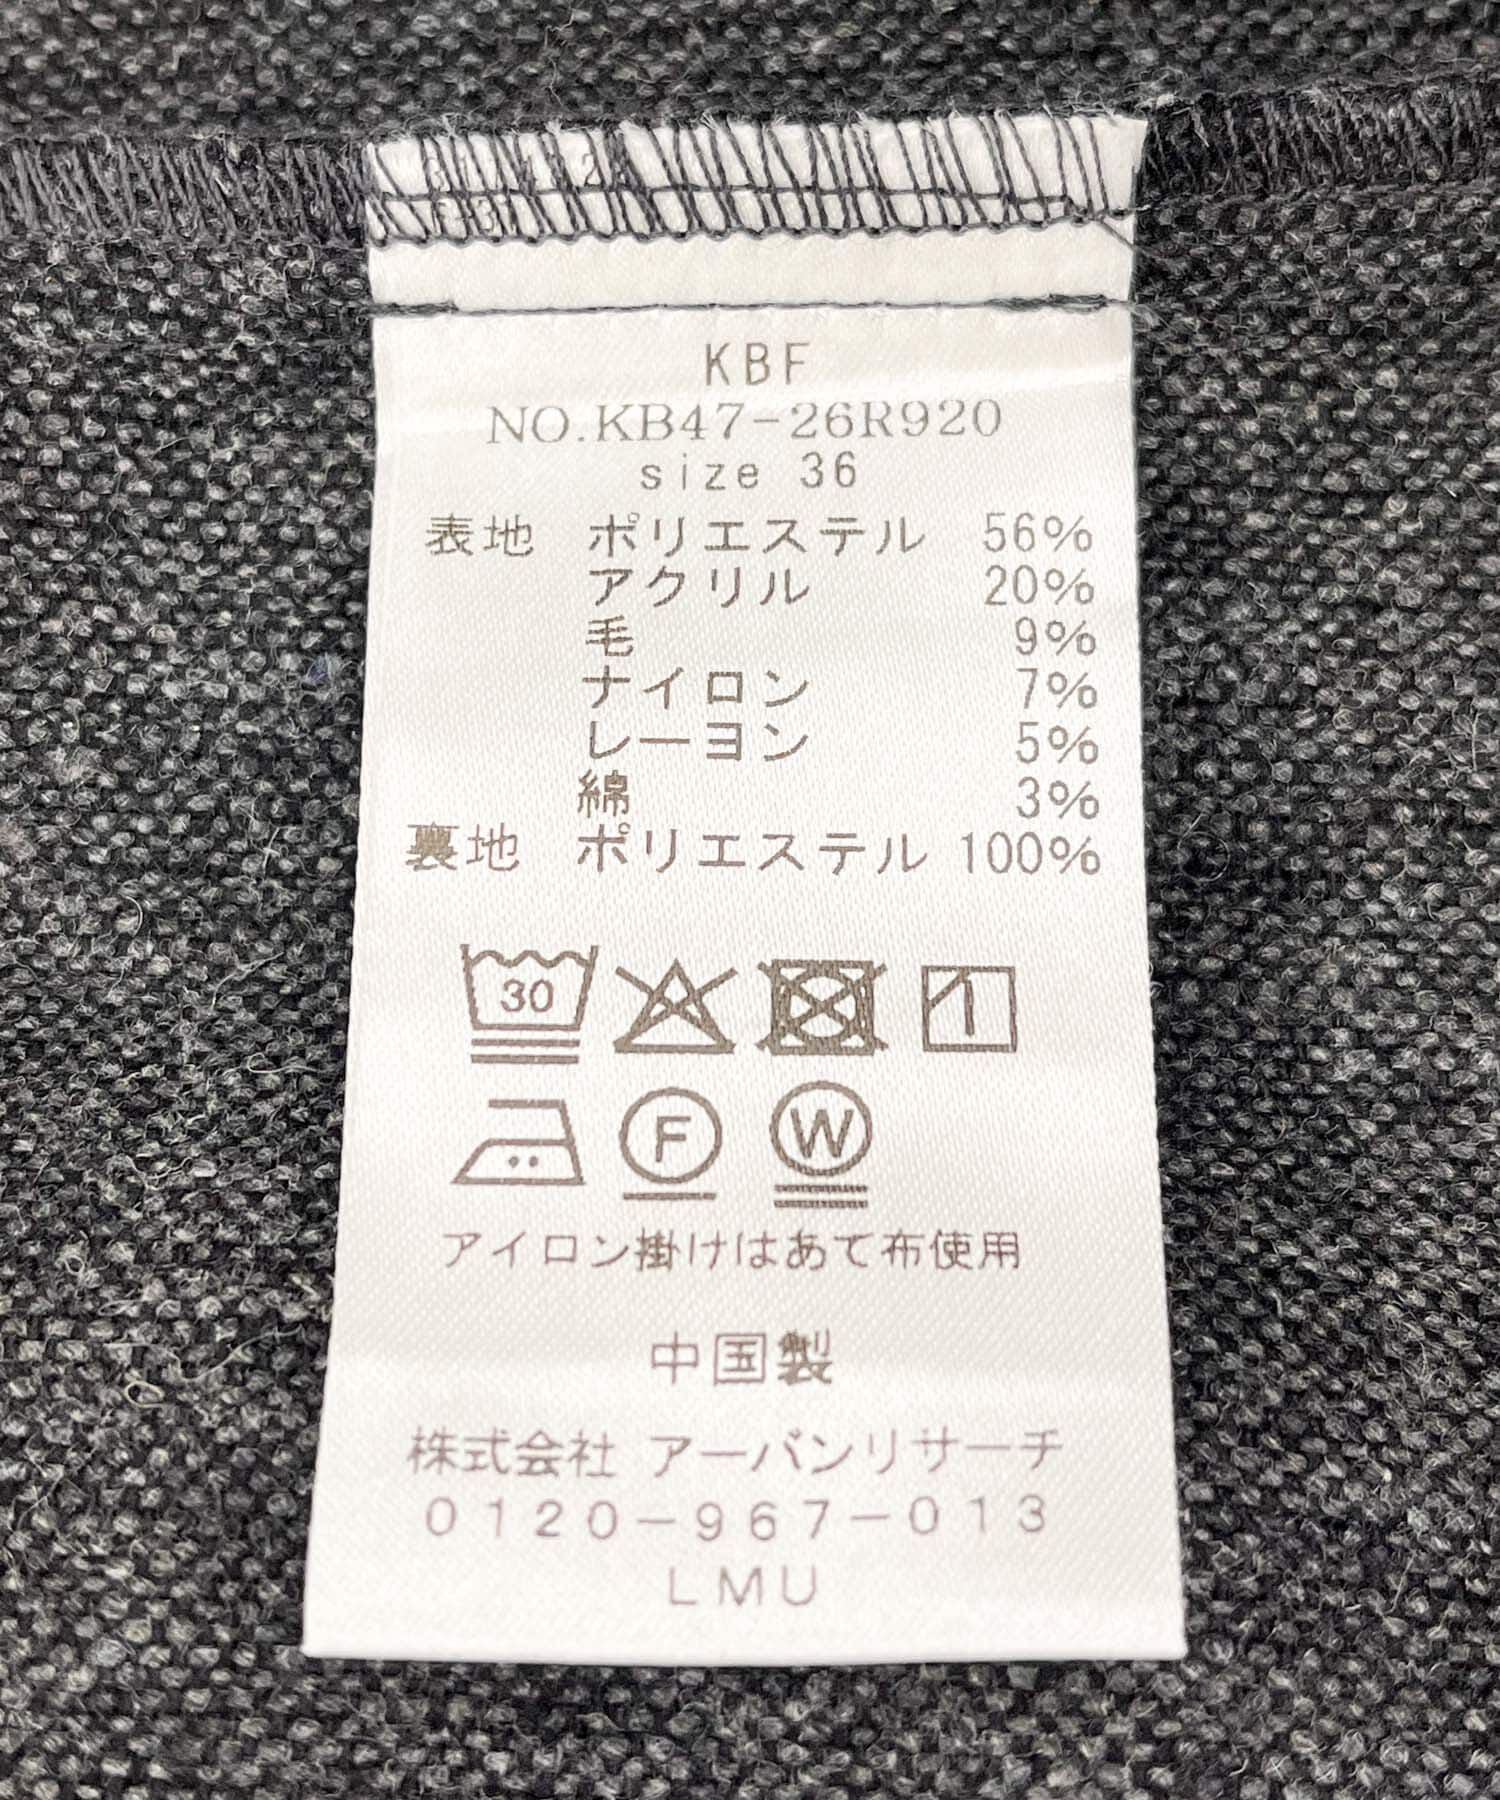 KBF
NO.KB47-26R920
size 36
表地 ポリエステル 56%
アクリル 20%
毛 9%
ナイロン 7%
レーヨン 5%
綿 3%
裏地 ポリエステル 100%
30
F W
アイロン掛けはあて布使用
中国製
株式会社 アーバンリサーチ
0120-967-013
LMU